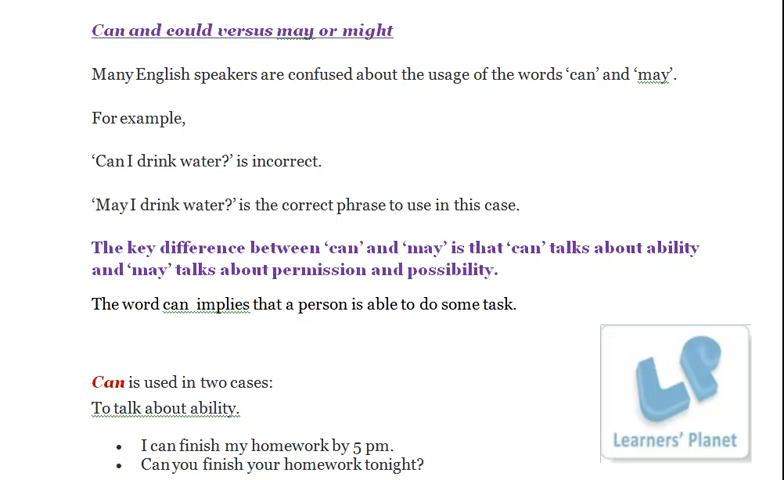 Can and could versus may or might
Many English speakers are confused about the usage of the words ‘can’ and ‘may’.
For example,
‘Can I drink water?’ is incorrect.
‘May I drink water?’ is the correct phrase to use in this case.
The key difference between ‘can’ and ‘may’ is that ‘can’ talks about ability
and ‘may’ talks about permission and possibility.
The word can implies that a person is able to do some task.
Can is used in two cases:
To talk about ability.
• I can finish my homework by 5 pm.
• Can you finish your homework tonight?
LP
Learners’ Planet